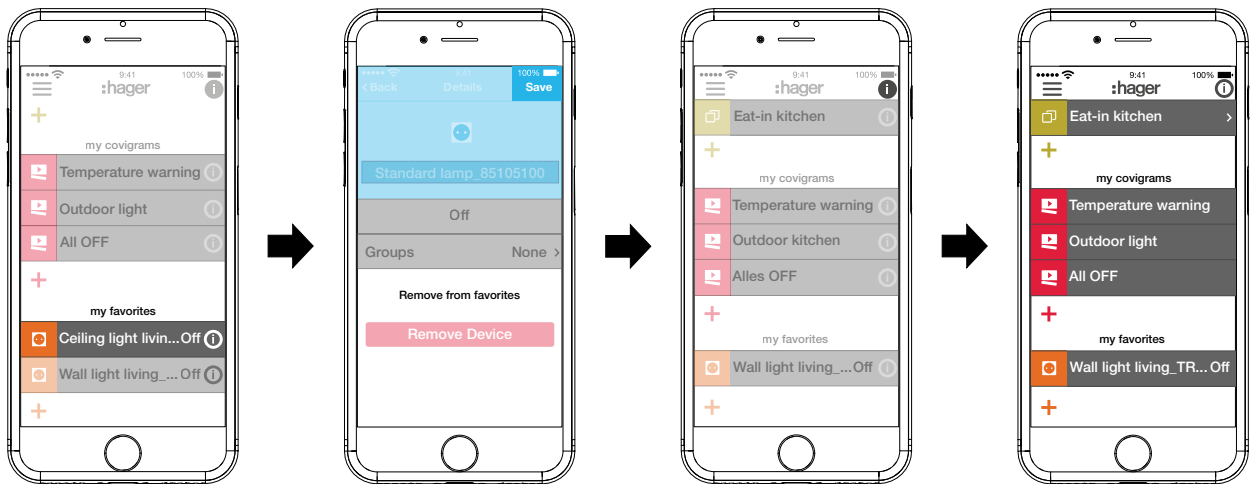 9:41 100%
:hager
my covigrams
Temperature warning
Outdoor light
All OFF
my favorites
Ceiling light livin... Off
Wall light living_... Off
9:41 100%
< Back Details Save
Standard lamp_85105100
Off
Groups None >
Remove from favorites
Remove Device
9:41 100%
:hager
Eat-in kitchen
my covigrams
Temperature warning
Outdoor kitchen
Alles OFF
my favorites
Wall light living_... Off
9:41 100%
:hager
Eat-in kitchen >
my covigrams
Temperature warning
Outdoor light
All OFF
my favorites
Wall light living_TR... Off